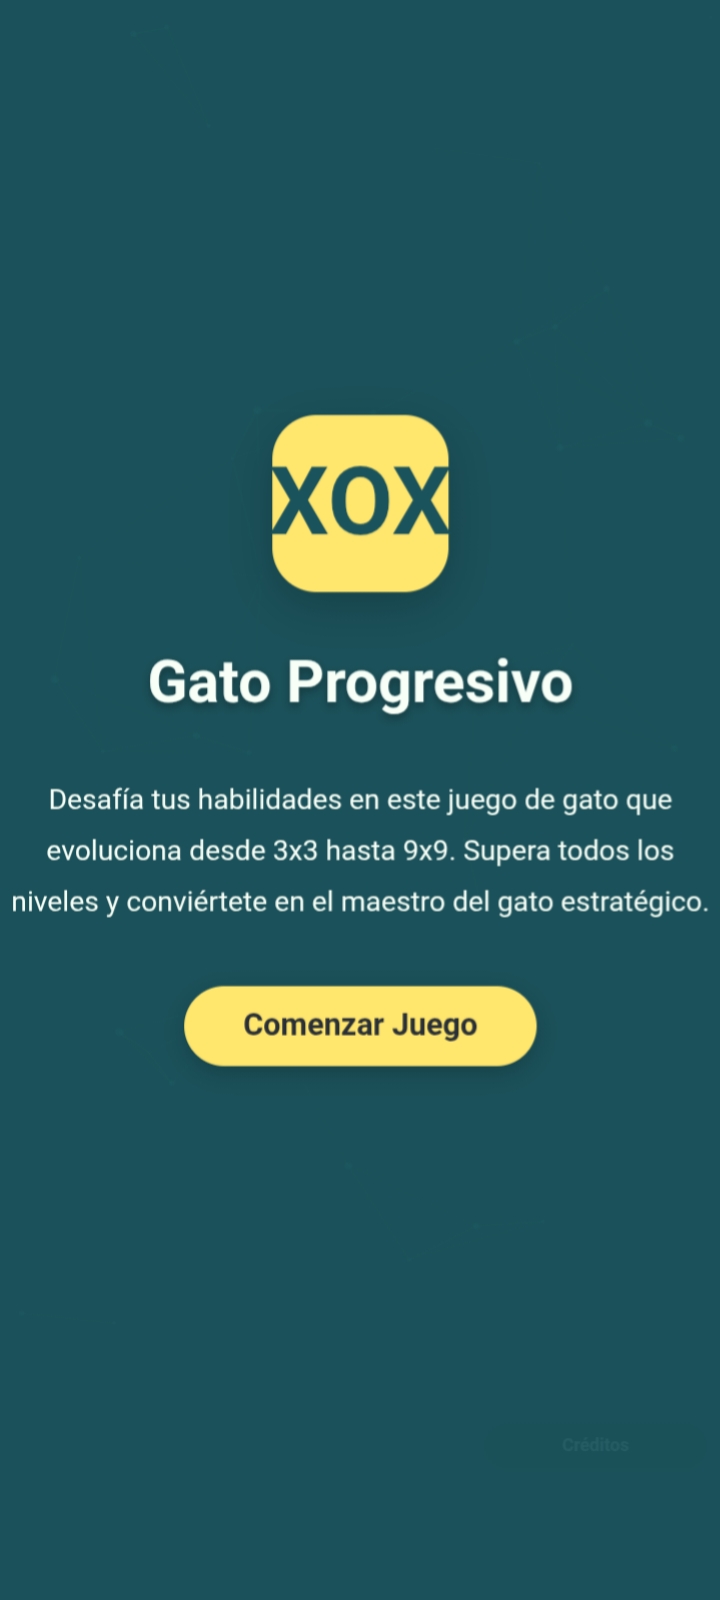 XOX
Gato Progresivo
Desafía tus habilidades en este juego de gato que
evoluciona desde 3x3 hasta 9x9. Supera todos los
niveles y conviértete en el maestro del gato estratégico.
Comenzar Juego
Créditos